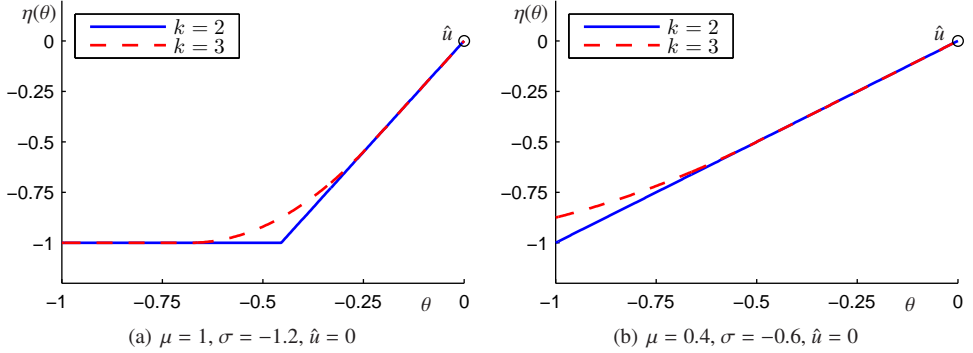 η(θ)
k = 2
k = 3
û
0
−0.25
−0.5
−0.75
−1
−1 −0.75 −0.5 −0.25 θ 0
(a) μ = 1, σ = −1.2, û = 0
η(θ)
k = 2
k = 3
û
0
−0.25
−0.5
−0.75
−1
−1 −0.75 −0.5 −0.25 θ 0
(b) μ = 0.4, σ = −0.6, û = 0